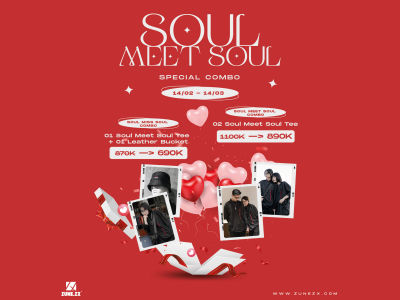 SOUL
MEET SOUL
SPECIAL COMBO
14/02 - 14/03
SOUL MISS SOUL
COMBO
01 Soul Meet Soul Tee
+ 01 Leather Bucket
870K —> 690K
SOUL MEET SOUL
COMBO
02 Soul Meet Soul Tee
1100K —> 890K
ZUNEZX
WWW.ZUNEZX.COM